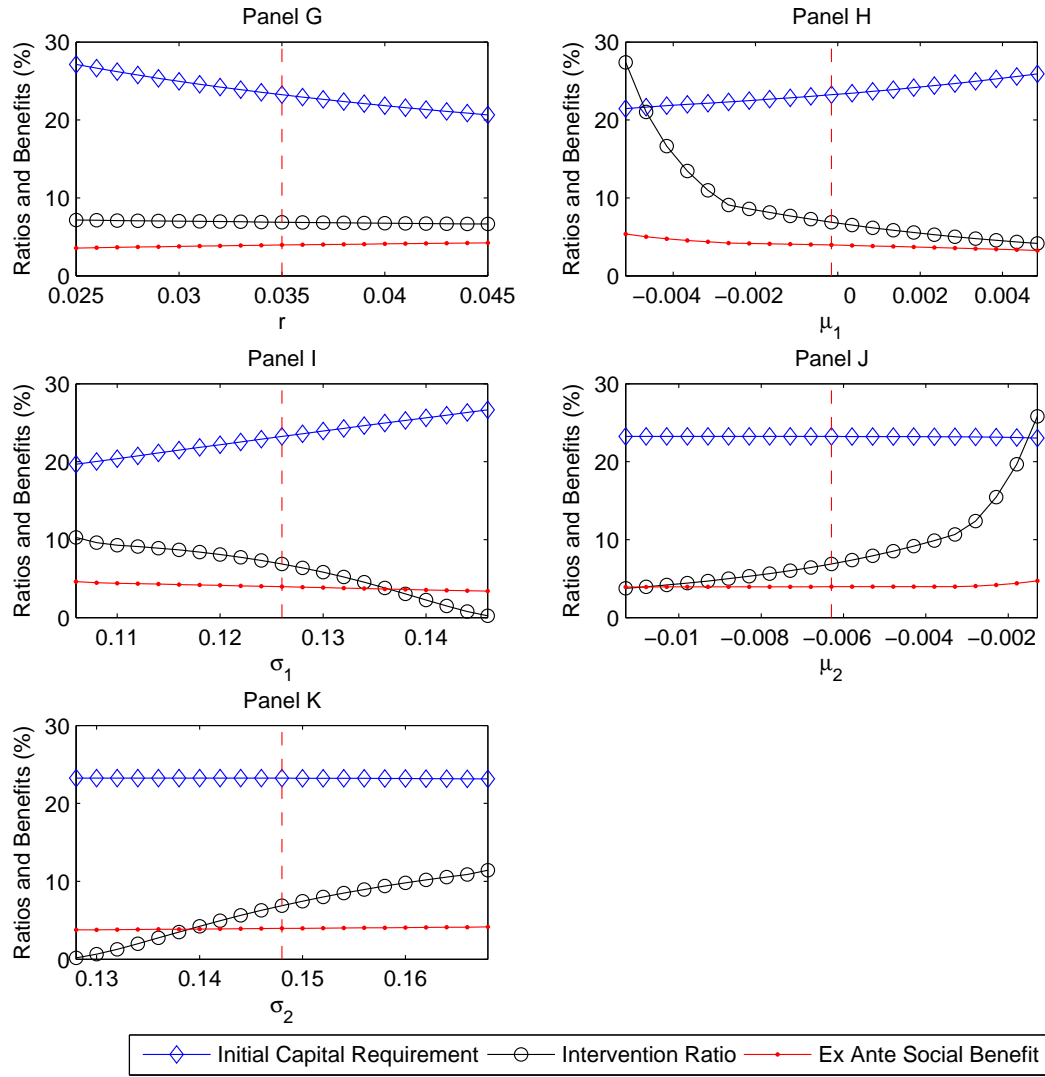 Panel G
Ratios and Benefits (%)
30
20
10
0
0.025
0.03
0.035
0.04
0.045
r
Panel H
Ratios and Benefits (%)
30
20
10
0
−0.004
−0.002
0
0.002
0.004
μ1
Panel I
Ratios and Benefits (%)
30
20
10
0
0.11
0.12
0.13
0.14
σ1
Panel J
Ratios and Benefits (%)
30
20
10
0
−0.01
−0.008
−0.006
−0.004
−0.002
μ2
Panel K
Ratios and Benefits (%)
30
20
10
0
0.13
0.14
0.15
0.16
σ2
Initial Capital Requirement
Intervention Ratio
Ex Ante Social Benefit